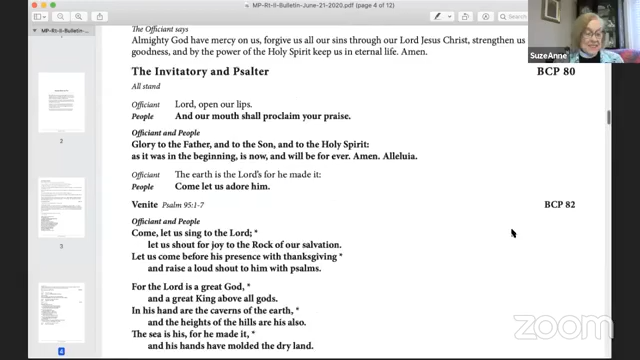 MP-Rt-Ii-Bulletin-June-21-2020.pdf (page 4 of 12)
Search
MP-Rt-Ii-Bulletin-June-21-20...
2
3
4
The Officiant says
Almighty God have mercy on us, forgive us all our sins through our Lord Jesus Christ, strengthen us
goodness, and by the power of the Holy Spirit keep us in eternal life. Amen.
The Invitatory and Psalter BCP 80
All stand
Officiant Lord, open our lips.
People And our mouth shall proclaim your praise.
Officiant and People
Glory to the Father, and to the Son, and to the Holy Spirit:
as it was in the beginning, is now, and will be for ever. Amen. Alleluia.
Officiant The earth is the Lord's for he made it:
People Come let us adore him.
Venite Psalm 95:1-7 BCP 82
Officiant and People
Come, let us sing to the Lord; *
let us shout for joy to the Rock of our salvation.
Let us come before his presence with thanksgiving *
and raise a loud shout to him with psalms.
For the Lord is a great God, *
and a great King above all gods.
In his hand are the caverns of the earth, *
and the heights of the hills are his also.
The sea is his, for he made it, *
and his hands have molded the dry land.
SuzeAnne
zoom